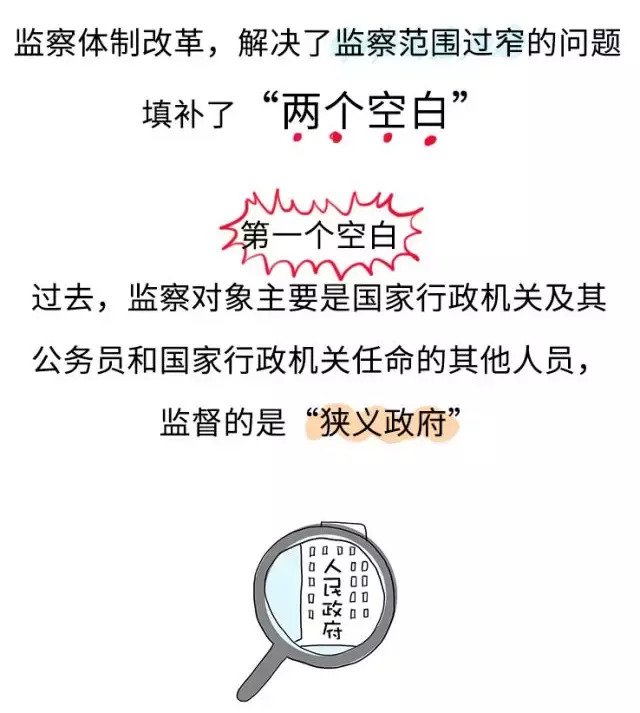 监察体制改革，解决了监察范围过窄的问题
填补了“两个空白”
第一个空白
过去，监察对象主要是国家行政机关及其
公务员和国家行政机关任命的其他人员，
监督的是“狭义政府”
人民政府